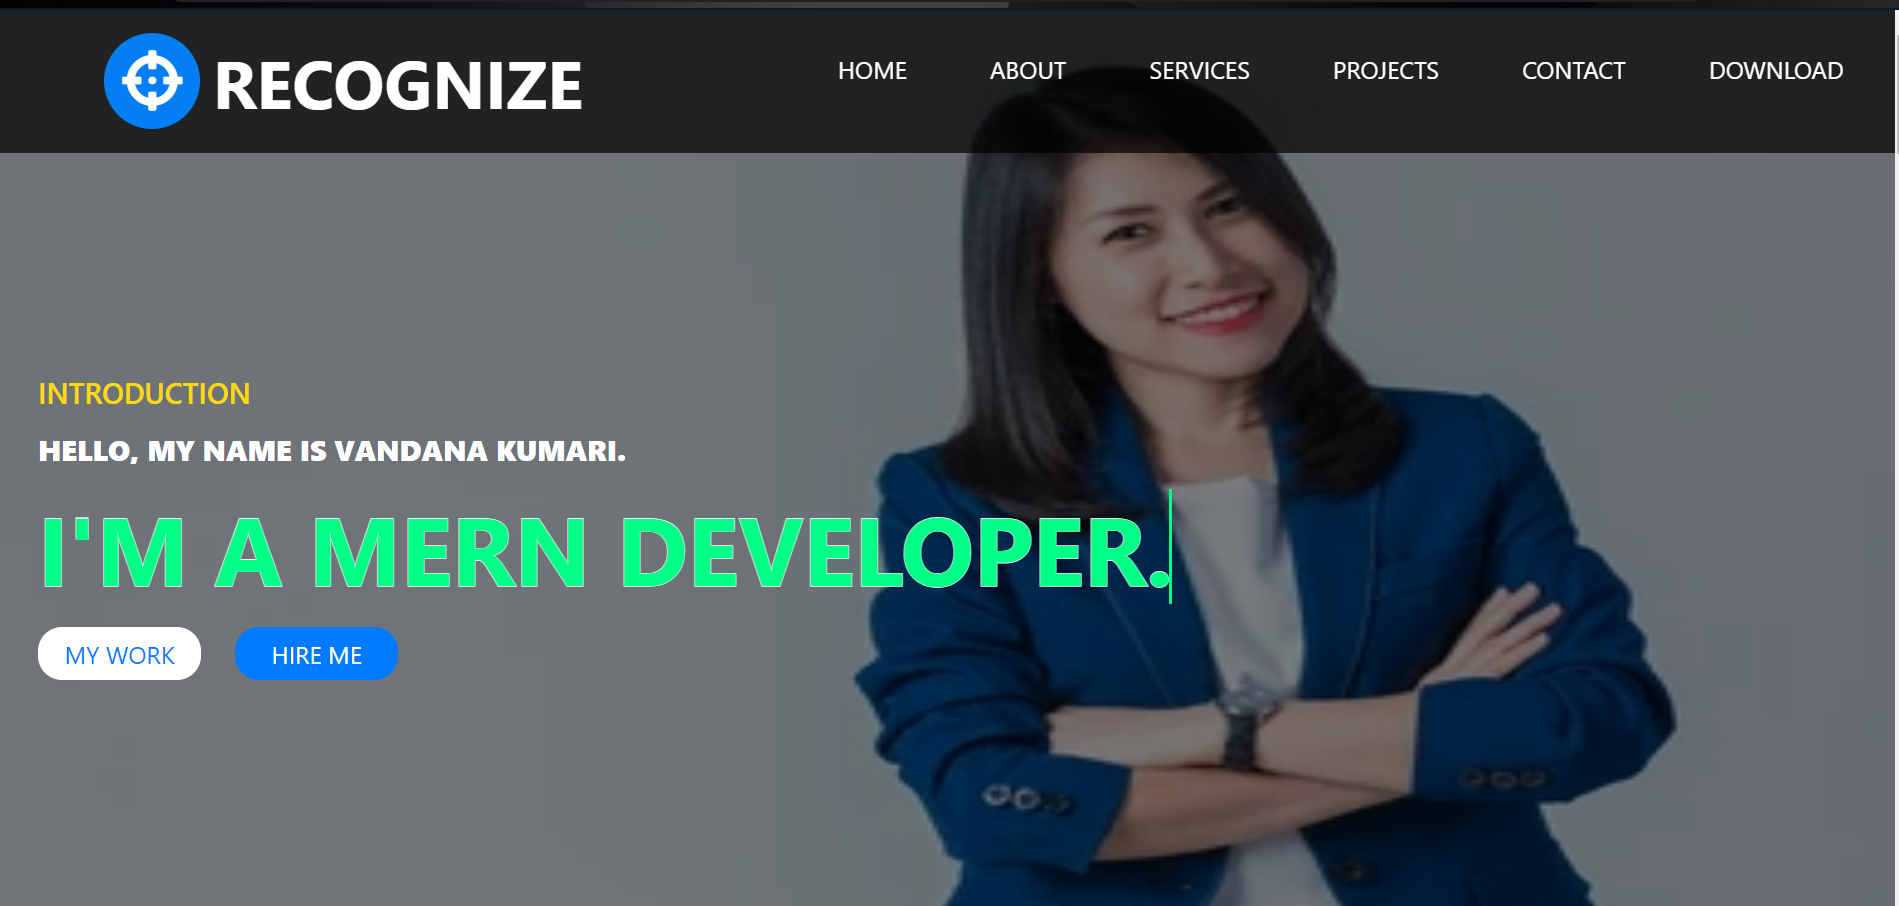 RECOGNIZE
HOME ABOUT SERVICES PROJECTS CONTACT DOWNLOAD
INTRODUCTION
HELLO, MY NAME IS VANDANA KUMARI.
I'M A MERN DEVELOPER.
MY WORK HIRE ME